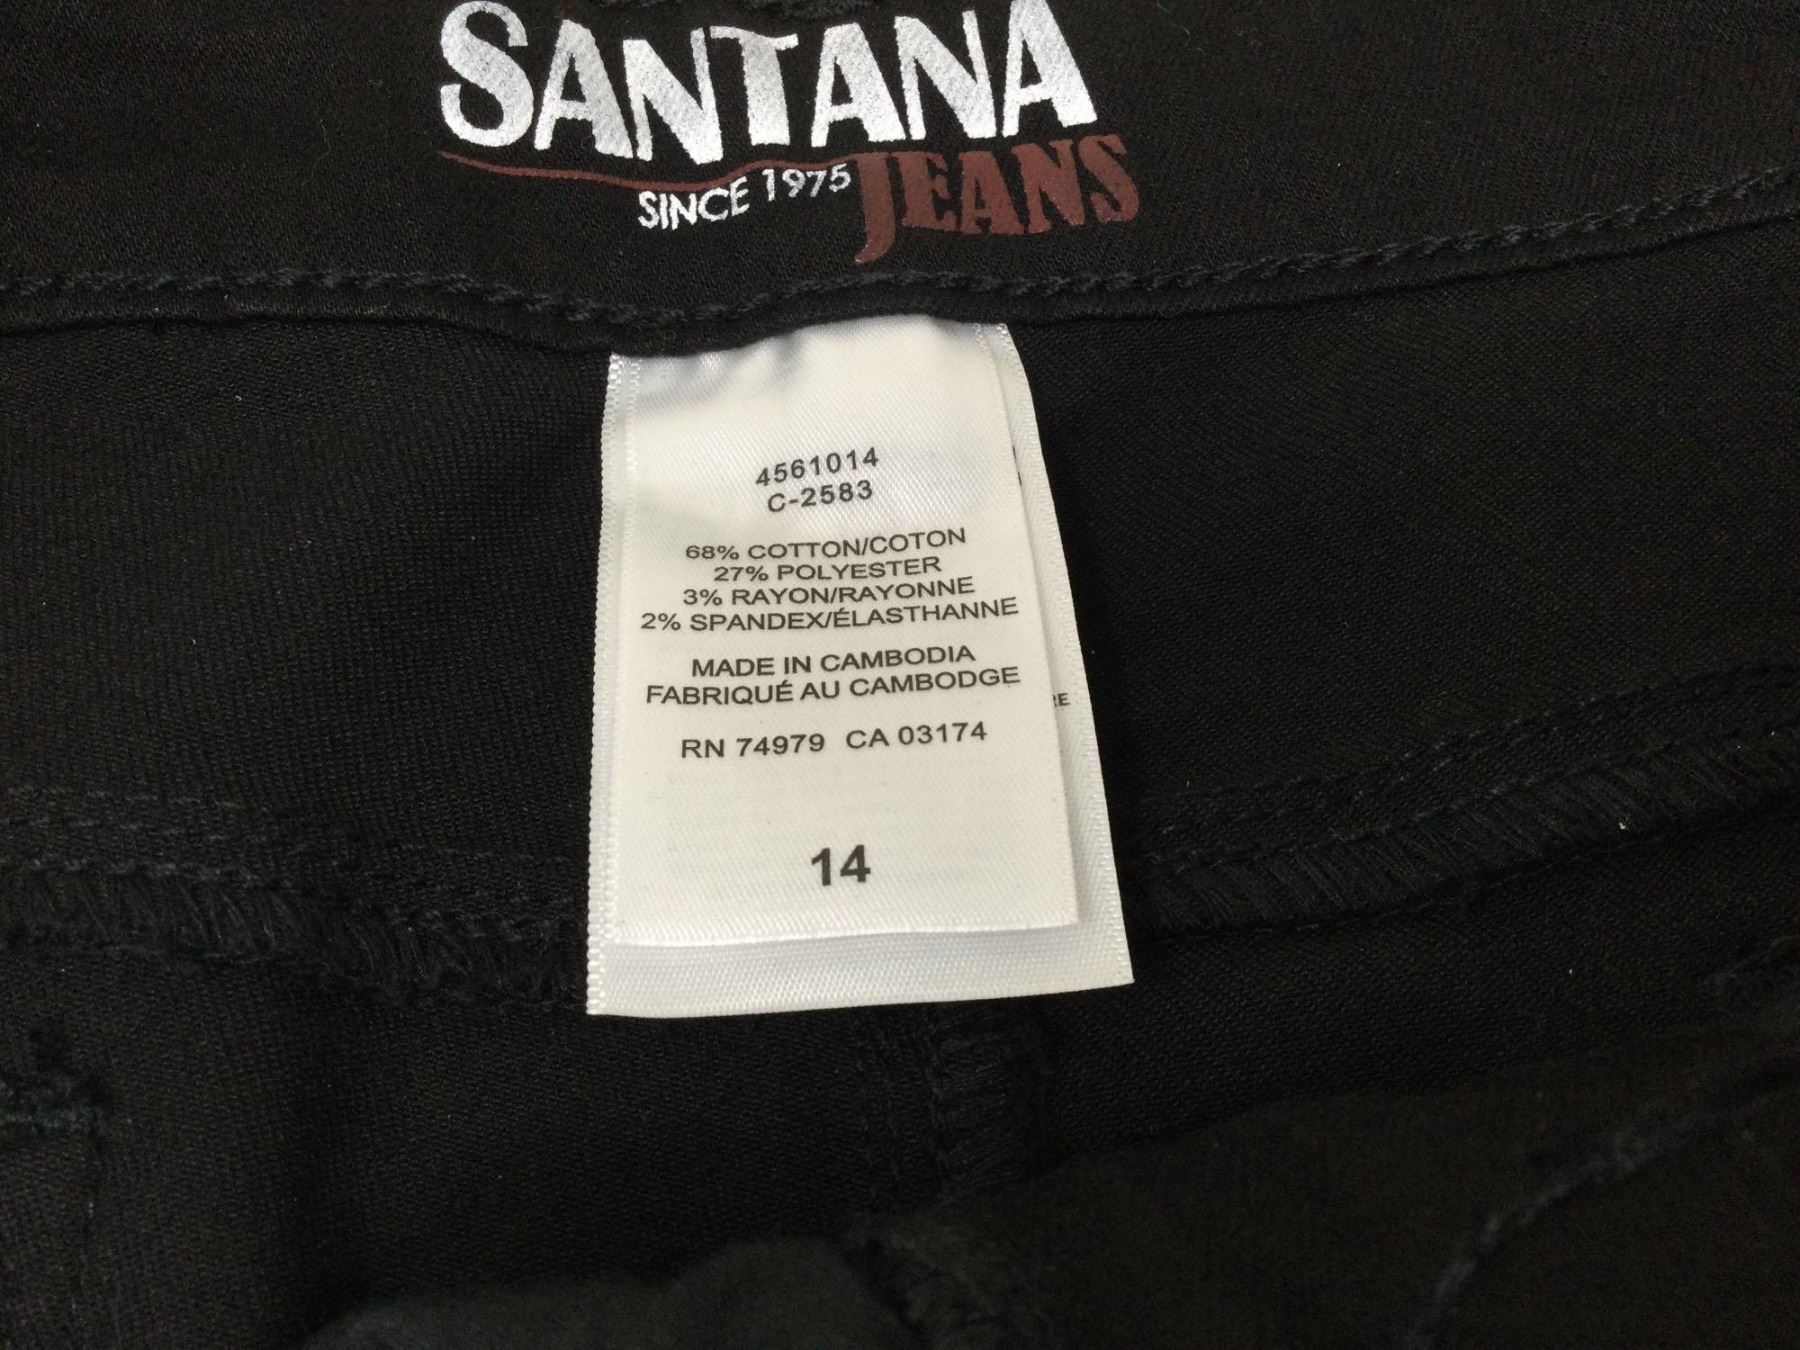 SANTANA
SINCE 1975 JEANS
4561014
C-2583
68% COTTON/COTON
27% POLYESTER
3% RAYON/RAYONNE
2% SPANDEX/ÉLASTHANNE
MADE IN CAMBODIA
FABRIQUÉ AU CAMBODGE
RN 74979 CA 03174
14